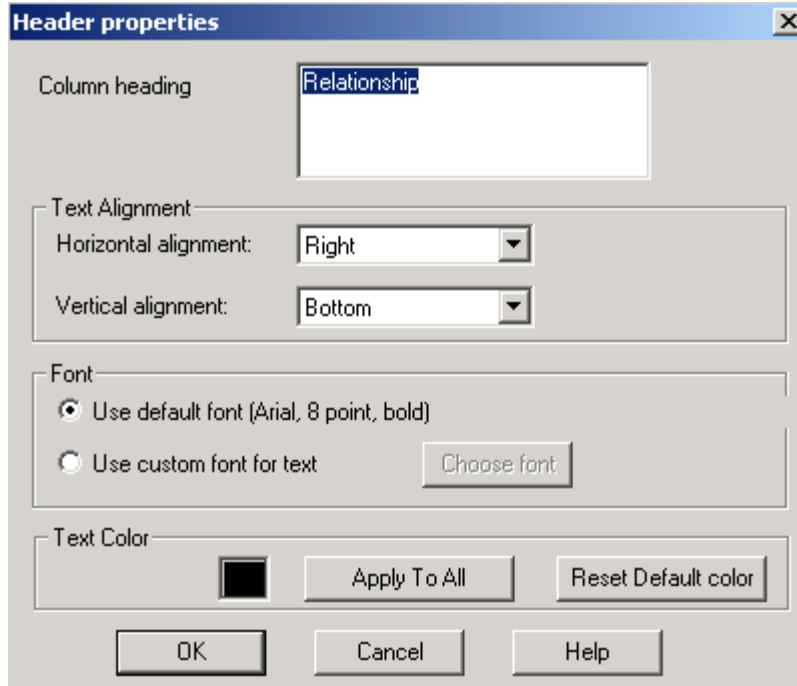 Header properties
Column heading
Relationship
Text Alignment
Horizontal alignment:
Right
Vertical alignment:
Bottom
Font
Use default font (Arial, 8 point, bold)
Use custom font for text
Choose font
Text Color
Apply To All
Reset Default color
OK
Cancel
Help